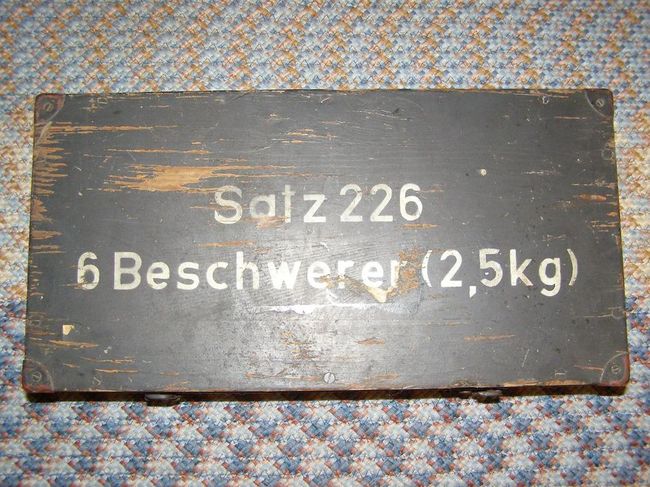 Satz 226
6 Beschwerer (2,5kg)